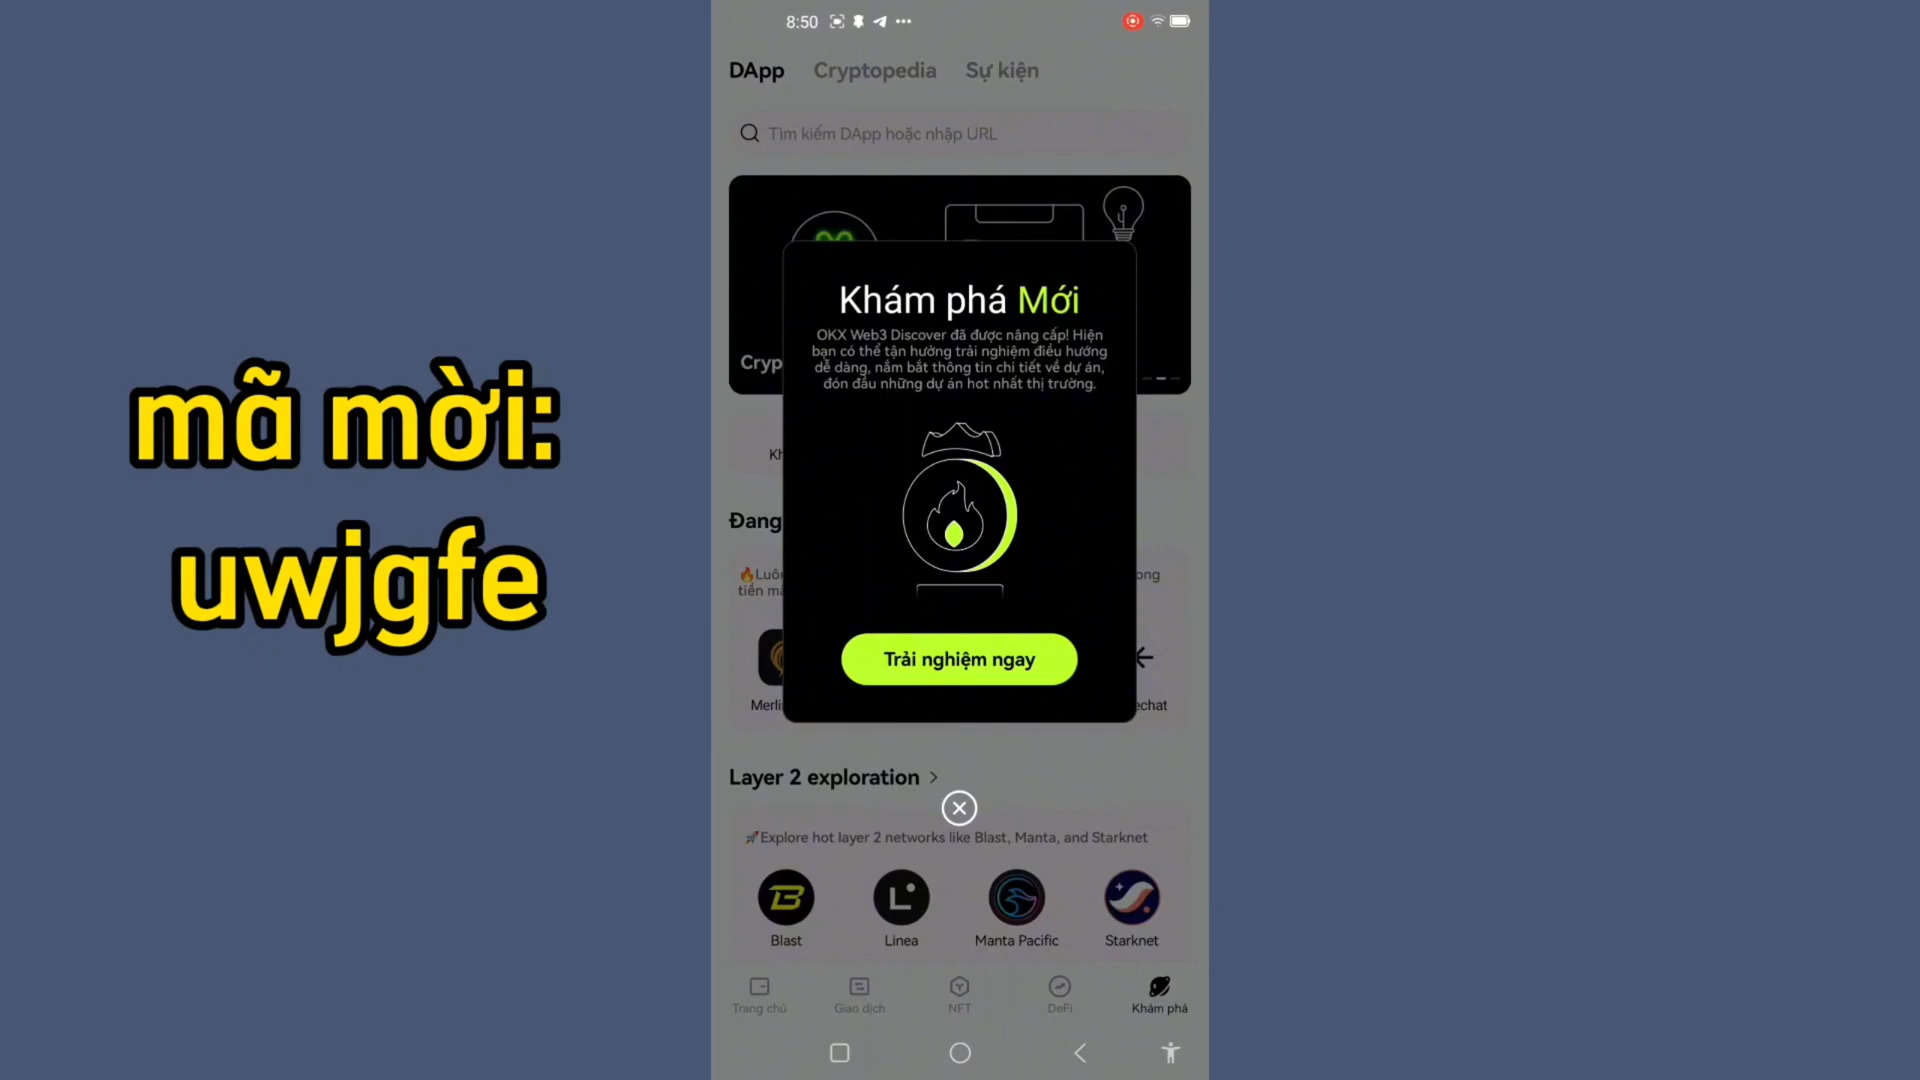 8:50
DApp Cryptopedia Sự kiện
Tìm kiếm DApp hoặc nhập URL
Khám phá Mới
OKX Web3 Discover đã được nâng cấp! Hiện
bạn có thể tận hưởng trải nghiệm điều hướng
dễ dàng, nắm bắt thông tin chi tiết về dự án,
đón đầu những dự án hot nhất thị trường.
mã mời:
uwjgfe
Đang
Trải nghiệm ngay
Layer 2 exploration
🚀Explore hot layer 2 networks like Blast, Manta, and Starknet
Blast Linea Manta Pacific Starknet
Trang chủ Giao dịch NFT DeFi Khám phá